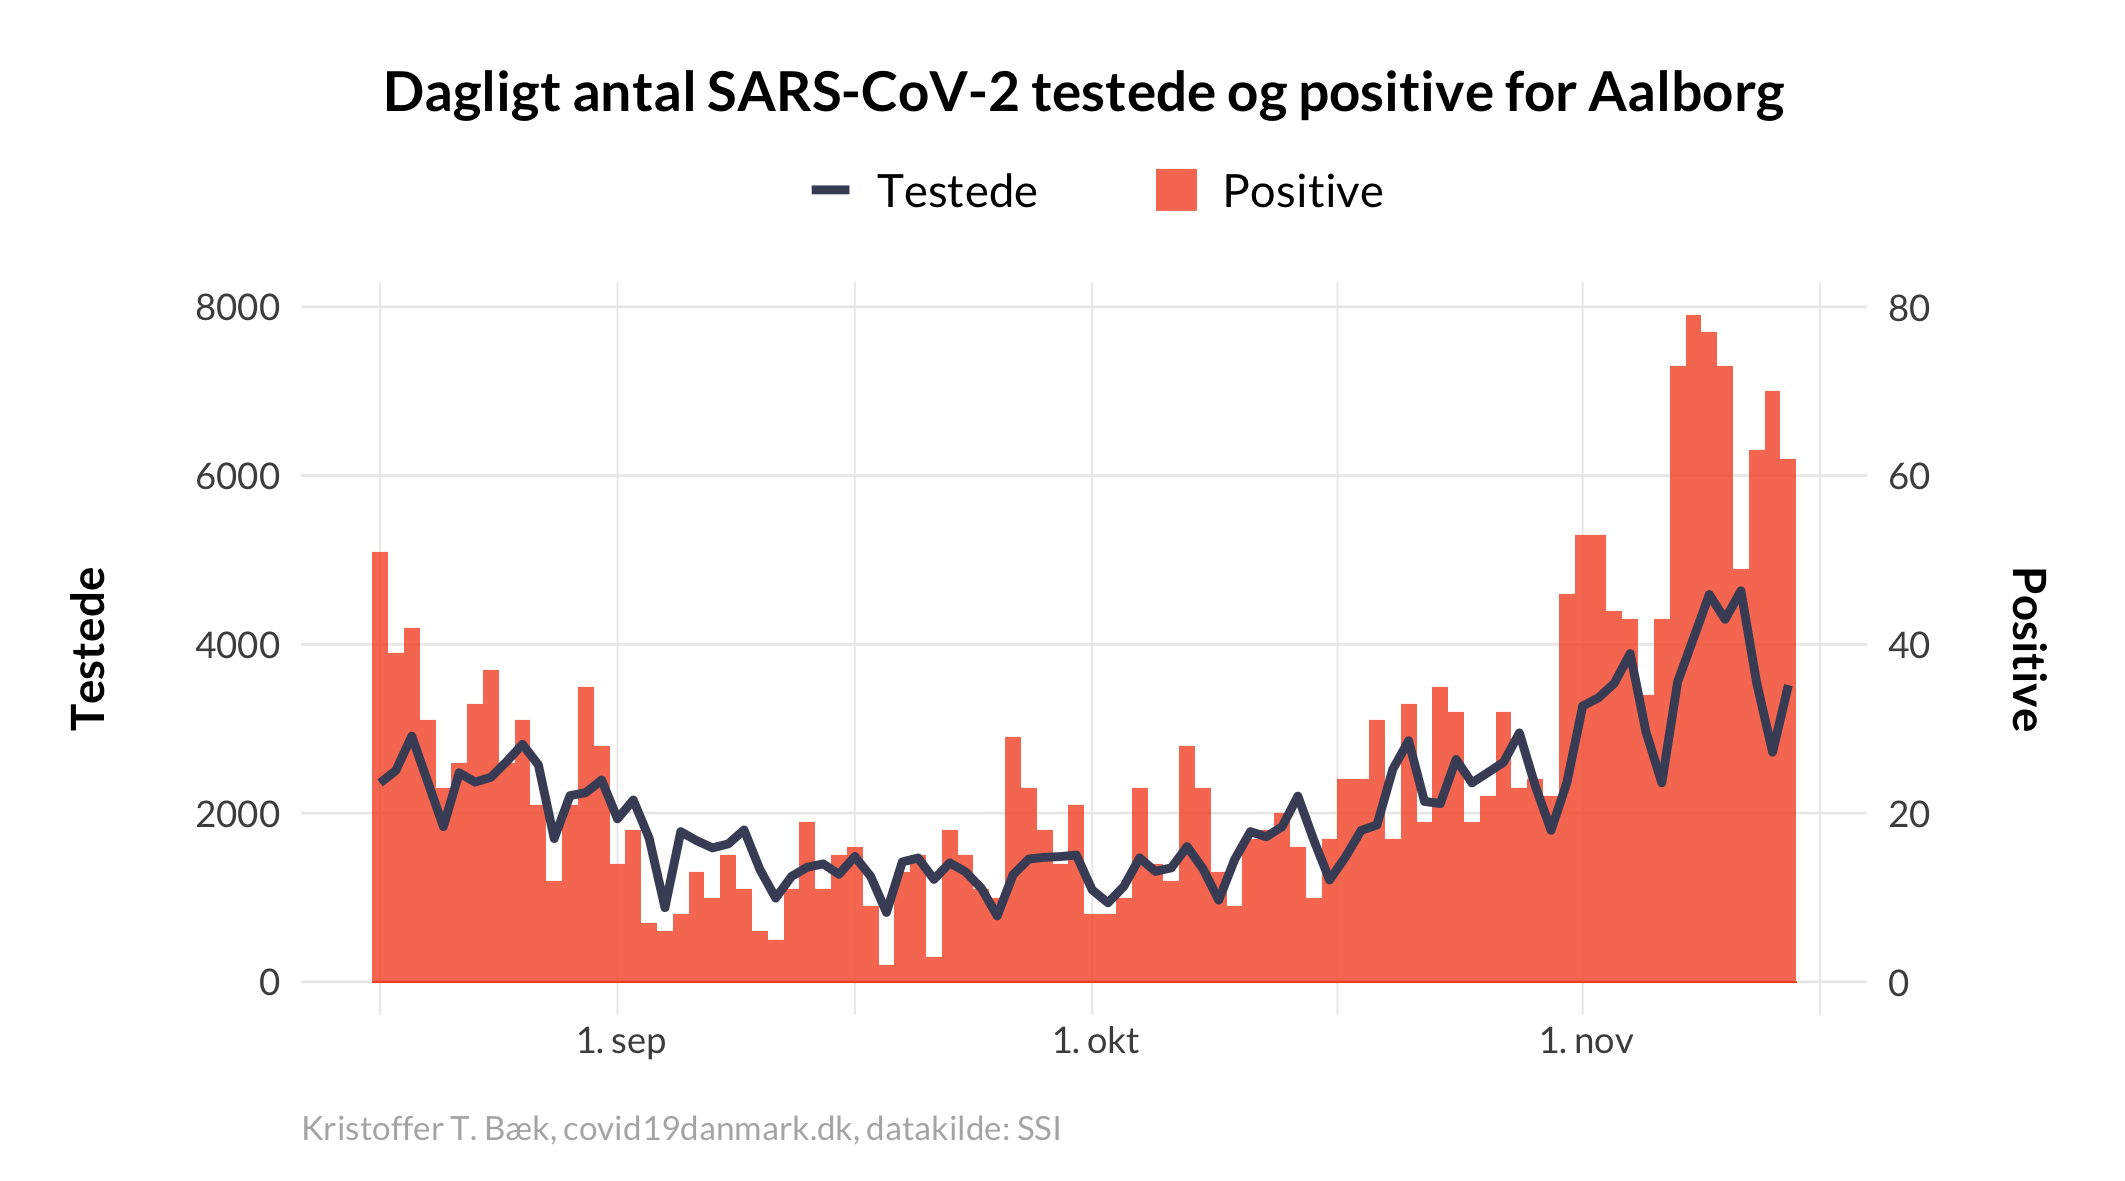 Dagligt antal SARS-CoV-2 testede og positive for Aalborg
Testede Positive
8000 80
6000 60
4000 40
2000 20
0 0
Testede
Positive
1. sep 1. okt 1. nov
Kristoffer T. Bæk, covid19danmark.dk, datakilde: SSI